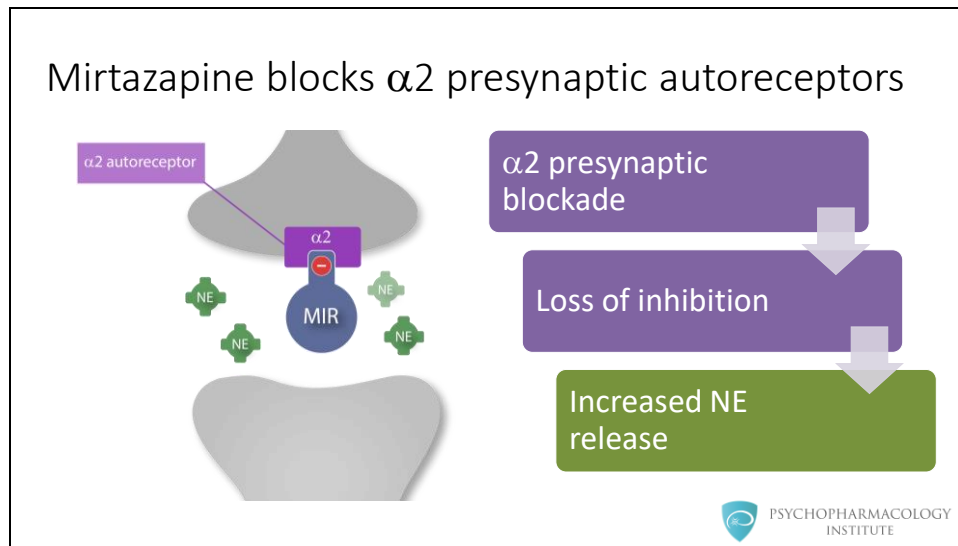 Mirtazapine blocks α2 presynaptic autoreceptors
α2 autoreceptor
α2
MIR
NE
NE
NE
NE
α2 presynaptic
blockade
Loss of inhibition
Increased NE
release
PSYCHOPHARMACOLOGY
INSTITUTE